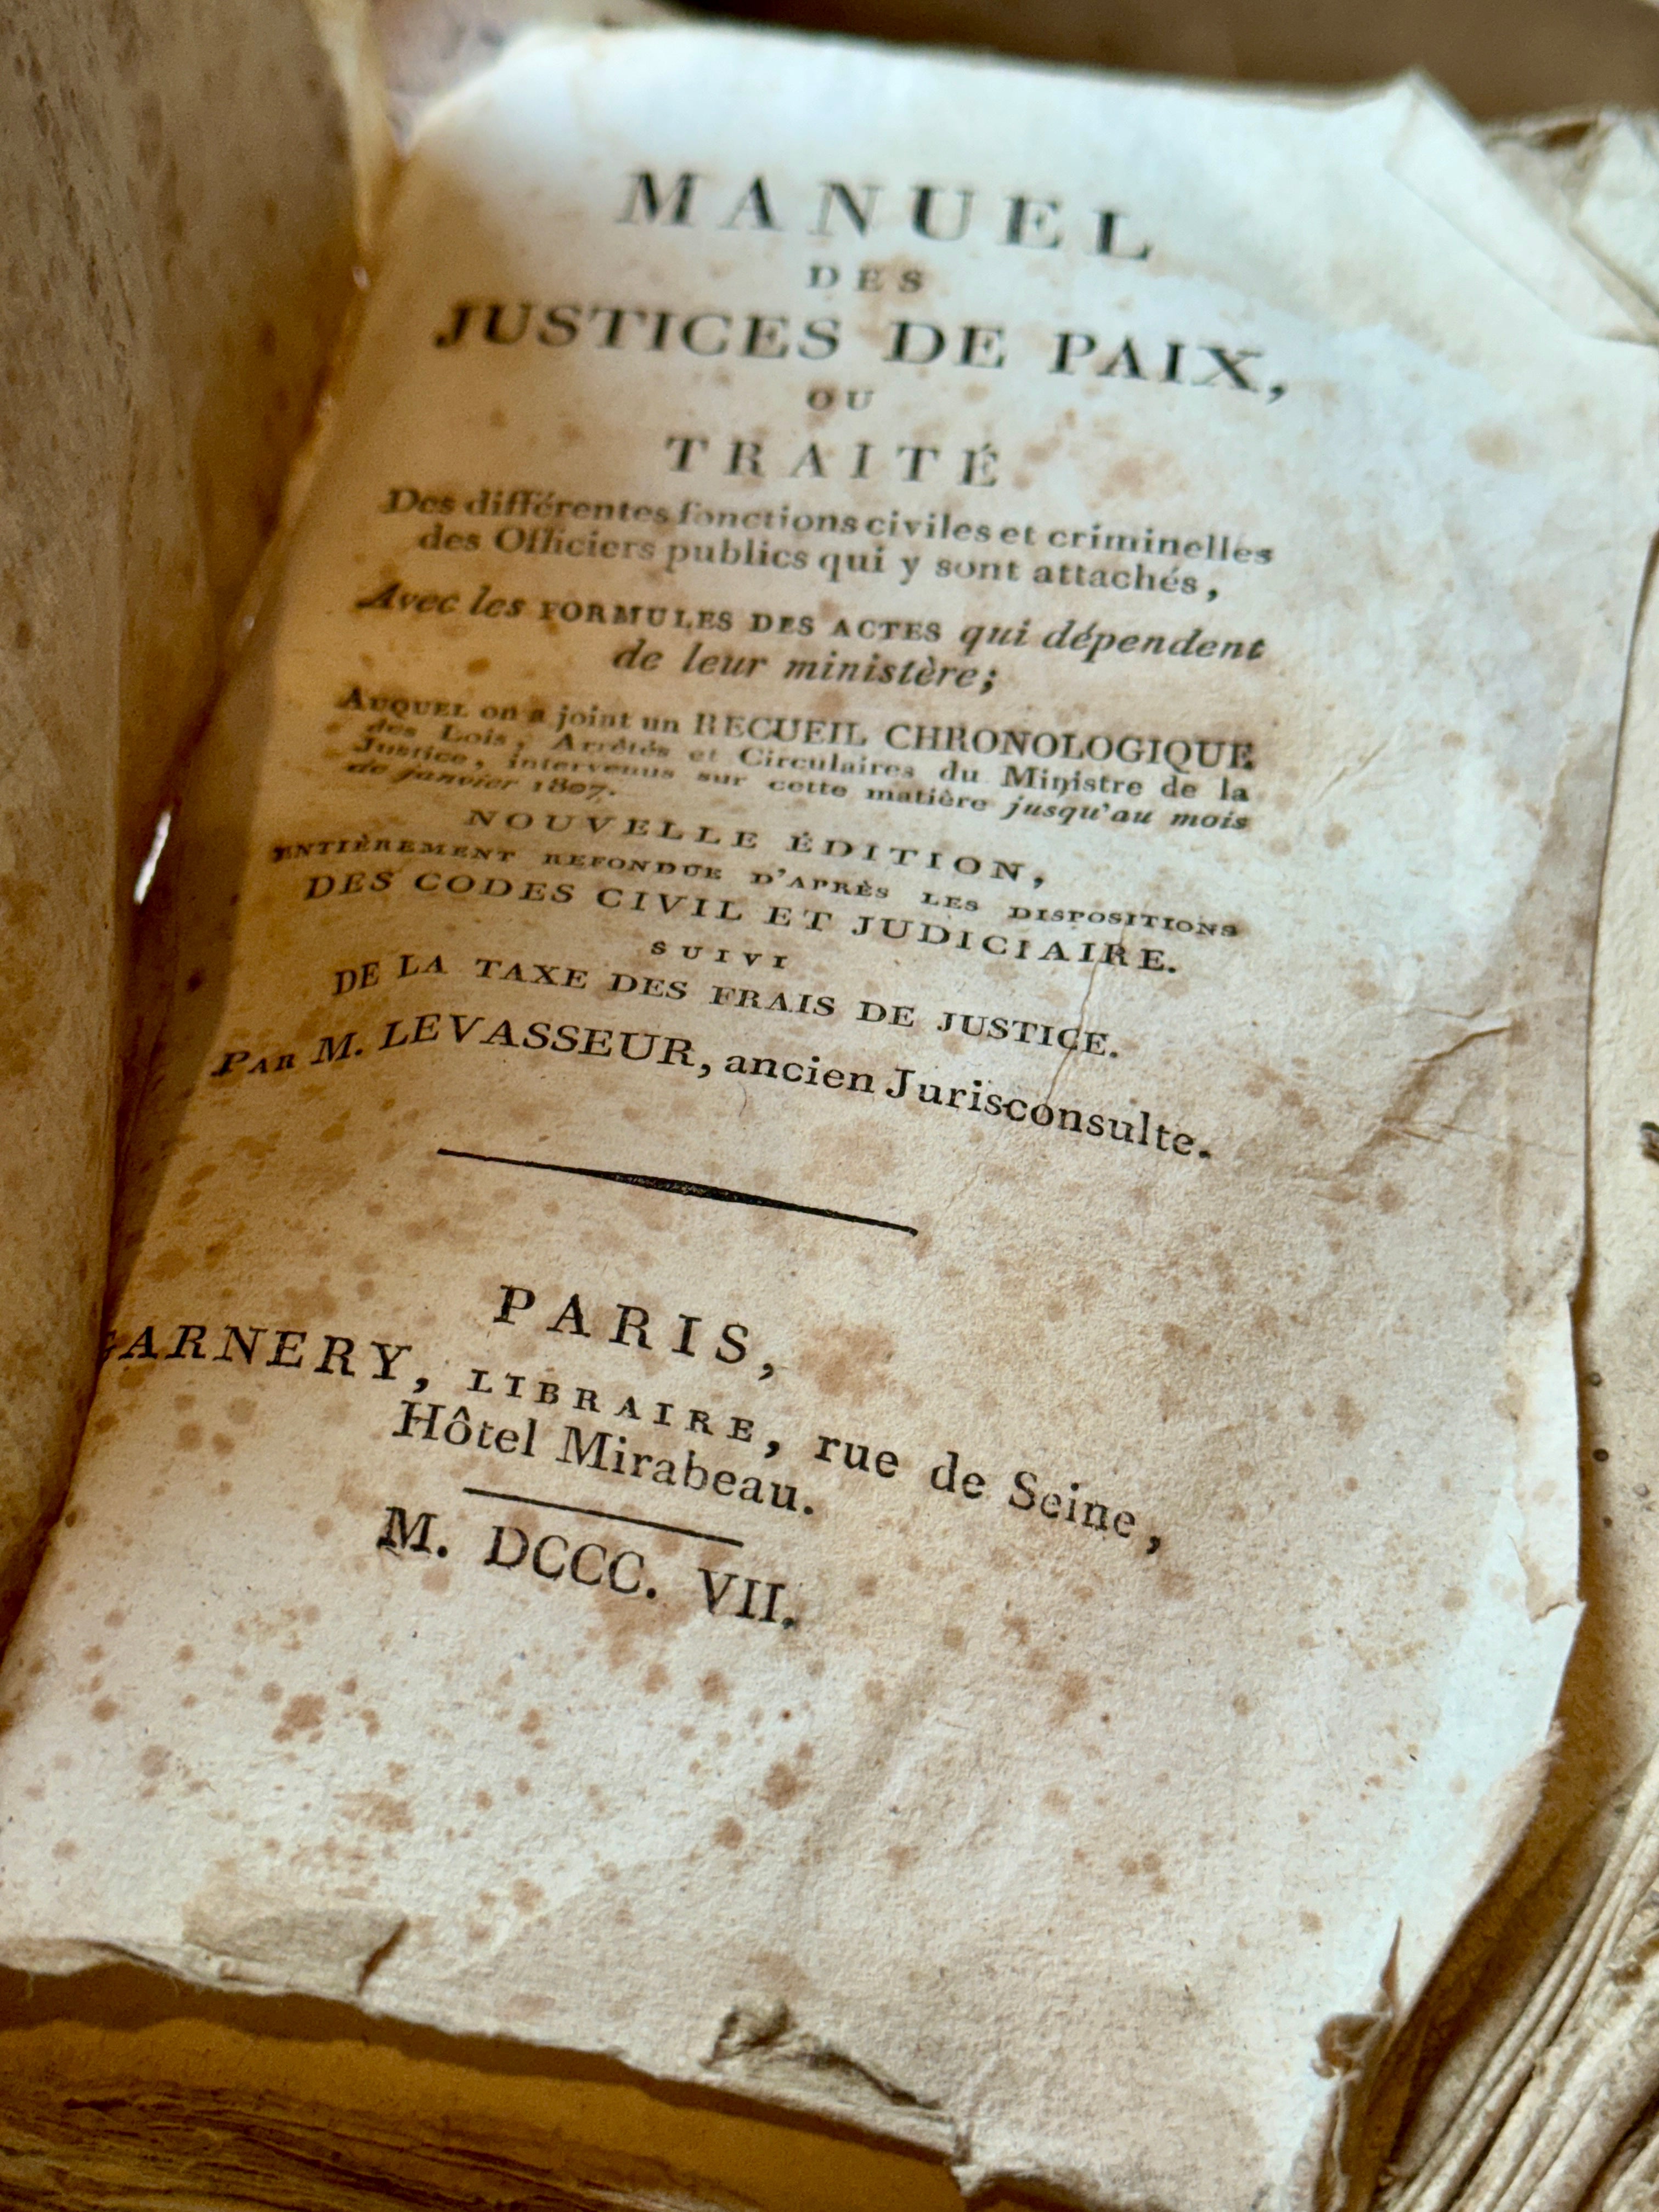 MANUEL
DES
JUSTICES DE PAIX,
OU
TRAITÉ
Des différentes fonctions civiles et criminelles
des Officiers publics qui y sont attachés,
Avec les FORMULES DES ACTES qui dépendent
de leur ministère;
AUQUEL on a joint un RECUEIL CHRONOLOGIQUE
des Lois, Arrêtés et Circulaires du Ministre de la
Justice, intervenus sur cette matière jusqu'au mois
de janvier 1807.
NOUVELLE ÉDITION,
ENTIÈREMENT REFONDUE D'APRÈS LES DISPOSITIONS
DES CODES CIVIL ET JUDICIAIRE.
SUIVI
DE LA TAXE DES FRAIS DE JUSTICE.
PAR M. LEVASSEUR, ancien Jurisconsulte.
PARIS,
GARNERY, LIBRAIRE, rue de Seine,
Hôtel Mirabeau.
M. DCCC. VII.